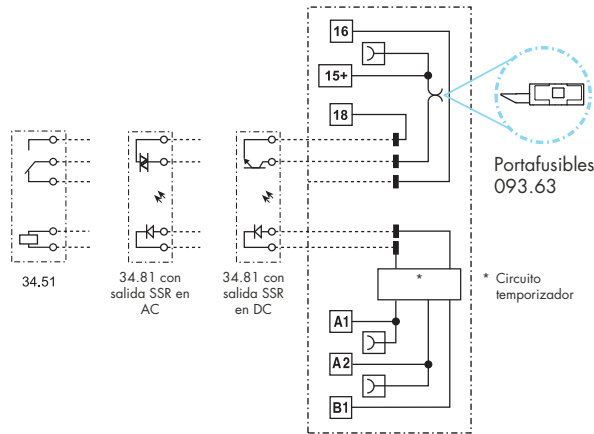 16
15+
18
Portafusibles
093.63
34.51
34.81 con
salida SSR en
AC
34.81 con
salida SSR
en DC
*
* Circuito
temporizador
A1
A2
B1